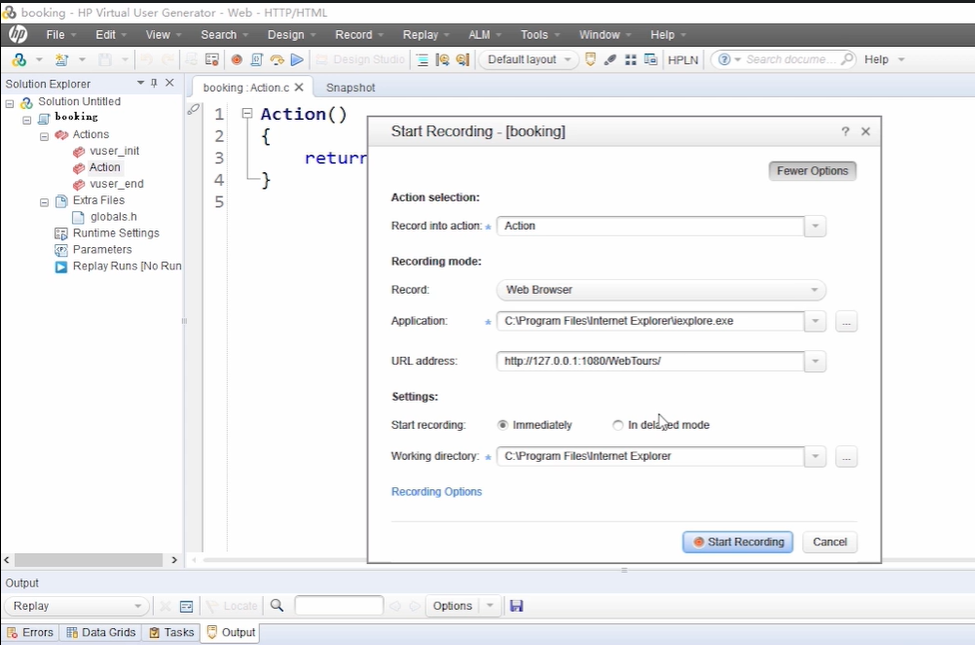 booking - HP Virtual User Generator - Web - HTTP/HTML
hp File Edit View Search Design Record Replay ALM Tools Window Help
Design Studio Default layout HPLN Search docume... Help
Solution Explorer
booking : Action.c Snapshot
Solution Untitled
booking
Actions
vuser_init
Action
vuser_end
Extra Files
globals.h
Runtime Settings
Parameters
Replay Runs [No Run
1 Action()
2 {
3 return
4 }
5
Start Recording - [booking]
Fewer Options
Action selection:
Record into action: * Action
Recording mode:
Record: Web Browser
Application: * C:\Program Files\Internet Explorer\iexplore.exe ...
URL address: http://127.0.0.1:1080/WebTours/
Settings:
Start recording: Immediately In delayed mode
Working directory: * C:\Program Files\Internet Explorer ...
Recording Options
Start Recording Cancel
Output
Replay Locate Options
Errors Data Grids Tasks Output